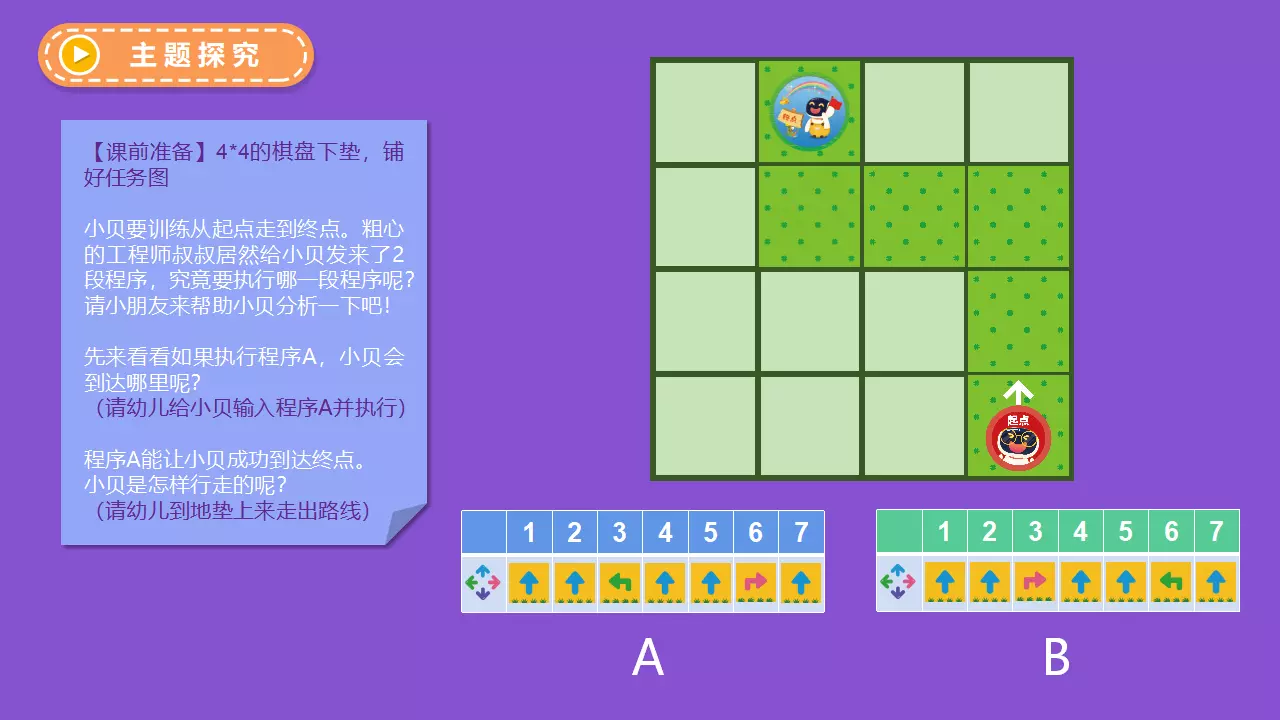 主题探究
【课前准备】4*4的棋盘下垫，铺
好任务图
小贝要训练从起点走到终点。粗心
的工程师叔叔居然给小贝发来了2
段程序，究竟要执行哪一段程序呢？
请小朋友来帮助小贝分析一下吧！
先来看看如果执行程序A，小贝会
到达哪里呢？
（请幼儿给小贝输入程序A并执行）
程序A能让小贝成功到达终点。
小贝是怎样行走的呢？
（请幼儿到地垫上来走出路线）
终点
起点
1 2 3 4 5 6 7
A
1 2 3 4 5 6 7
B